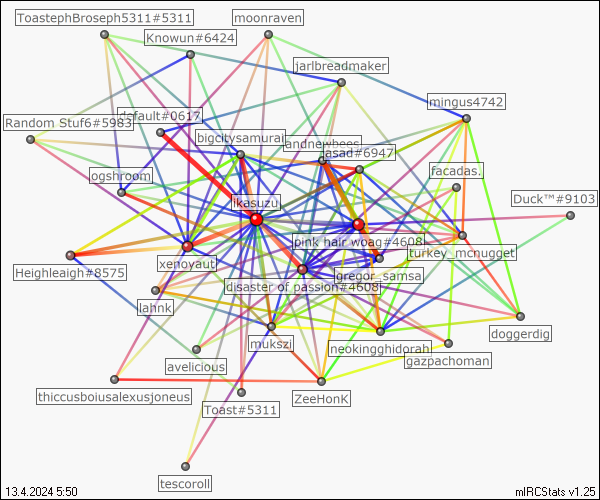 ToastephBroseph5311#5311
moonraven
Knowun#6424
jarlbreadmaker
mingus4742
default#0617
Random Stuf6#5983
bigcitysamurai
andnewbees
asad#6947
ogshroom
facadas.
Duck™#9103
ikasuzu
pink hair woag#4608
turkey_mcnugget
xenoyaut
Heighleaigh#8575
gregor_samsa
disaster of passion#4608
lahnk
doggerdig
mukszi
neokingghidorah
gazpachoman
avelicious
thiccusboiusalexusjoneus
ZeeHonK
Toast#5311
tescoroll
13.4.2024 5:50
mIRCStats v1.25